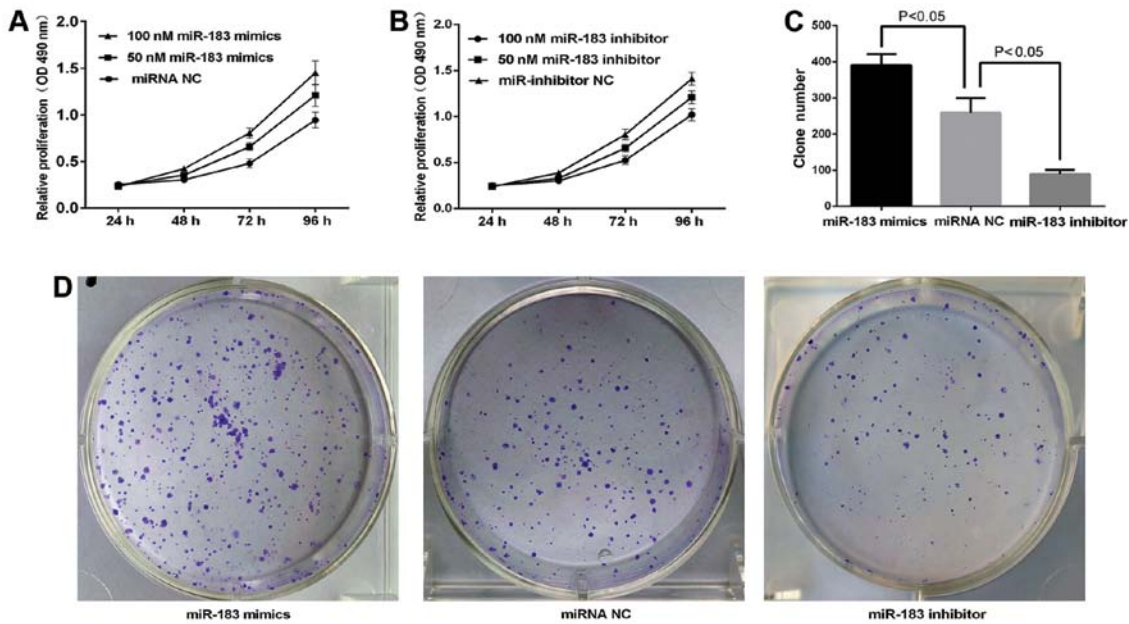 A
Relative proliferation (OD 490 nm)
2.0
1.5
1.0
0.5
0.0
100 nM miR-183 mimics
50 nM miR-183 mimics
miRNA NC
24 h 48 h 72 h 96 h
B
Relative proliferation (OD 490 nm)
2.0
1.5
1.0
0.5
0.0
100 nM miR-183 inhibitor
50 nM miR-183 inhibitor
miR-inhibitor NC
24 h 48 h 72 h 96 h
C
Clone number
500
400
300
200
100
0
P<0.05
P<0.05
miR-183 mimics miRNA NC miR-183 inhibitor
D
miR-183 mimics miRNA NC miR-183 inhibitor